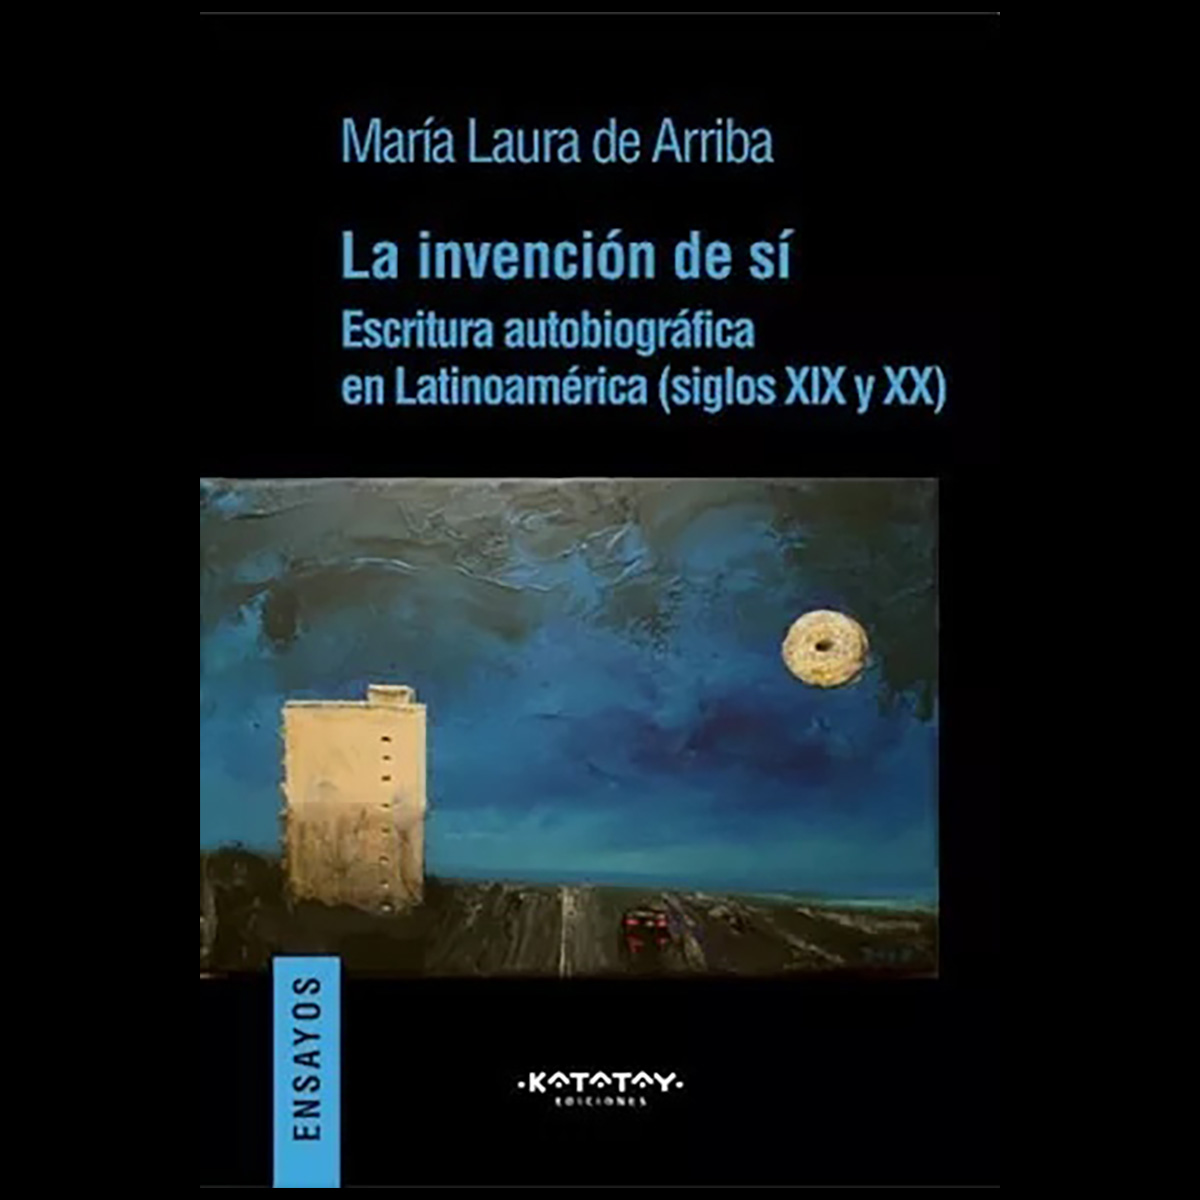 María Laura de Arriba
La invención de sí
Escritura autobiográfica
en Latinoamérica (siglos XIX y XX)
ENSAYOS
·KATATAY·
EDICIONES